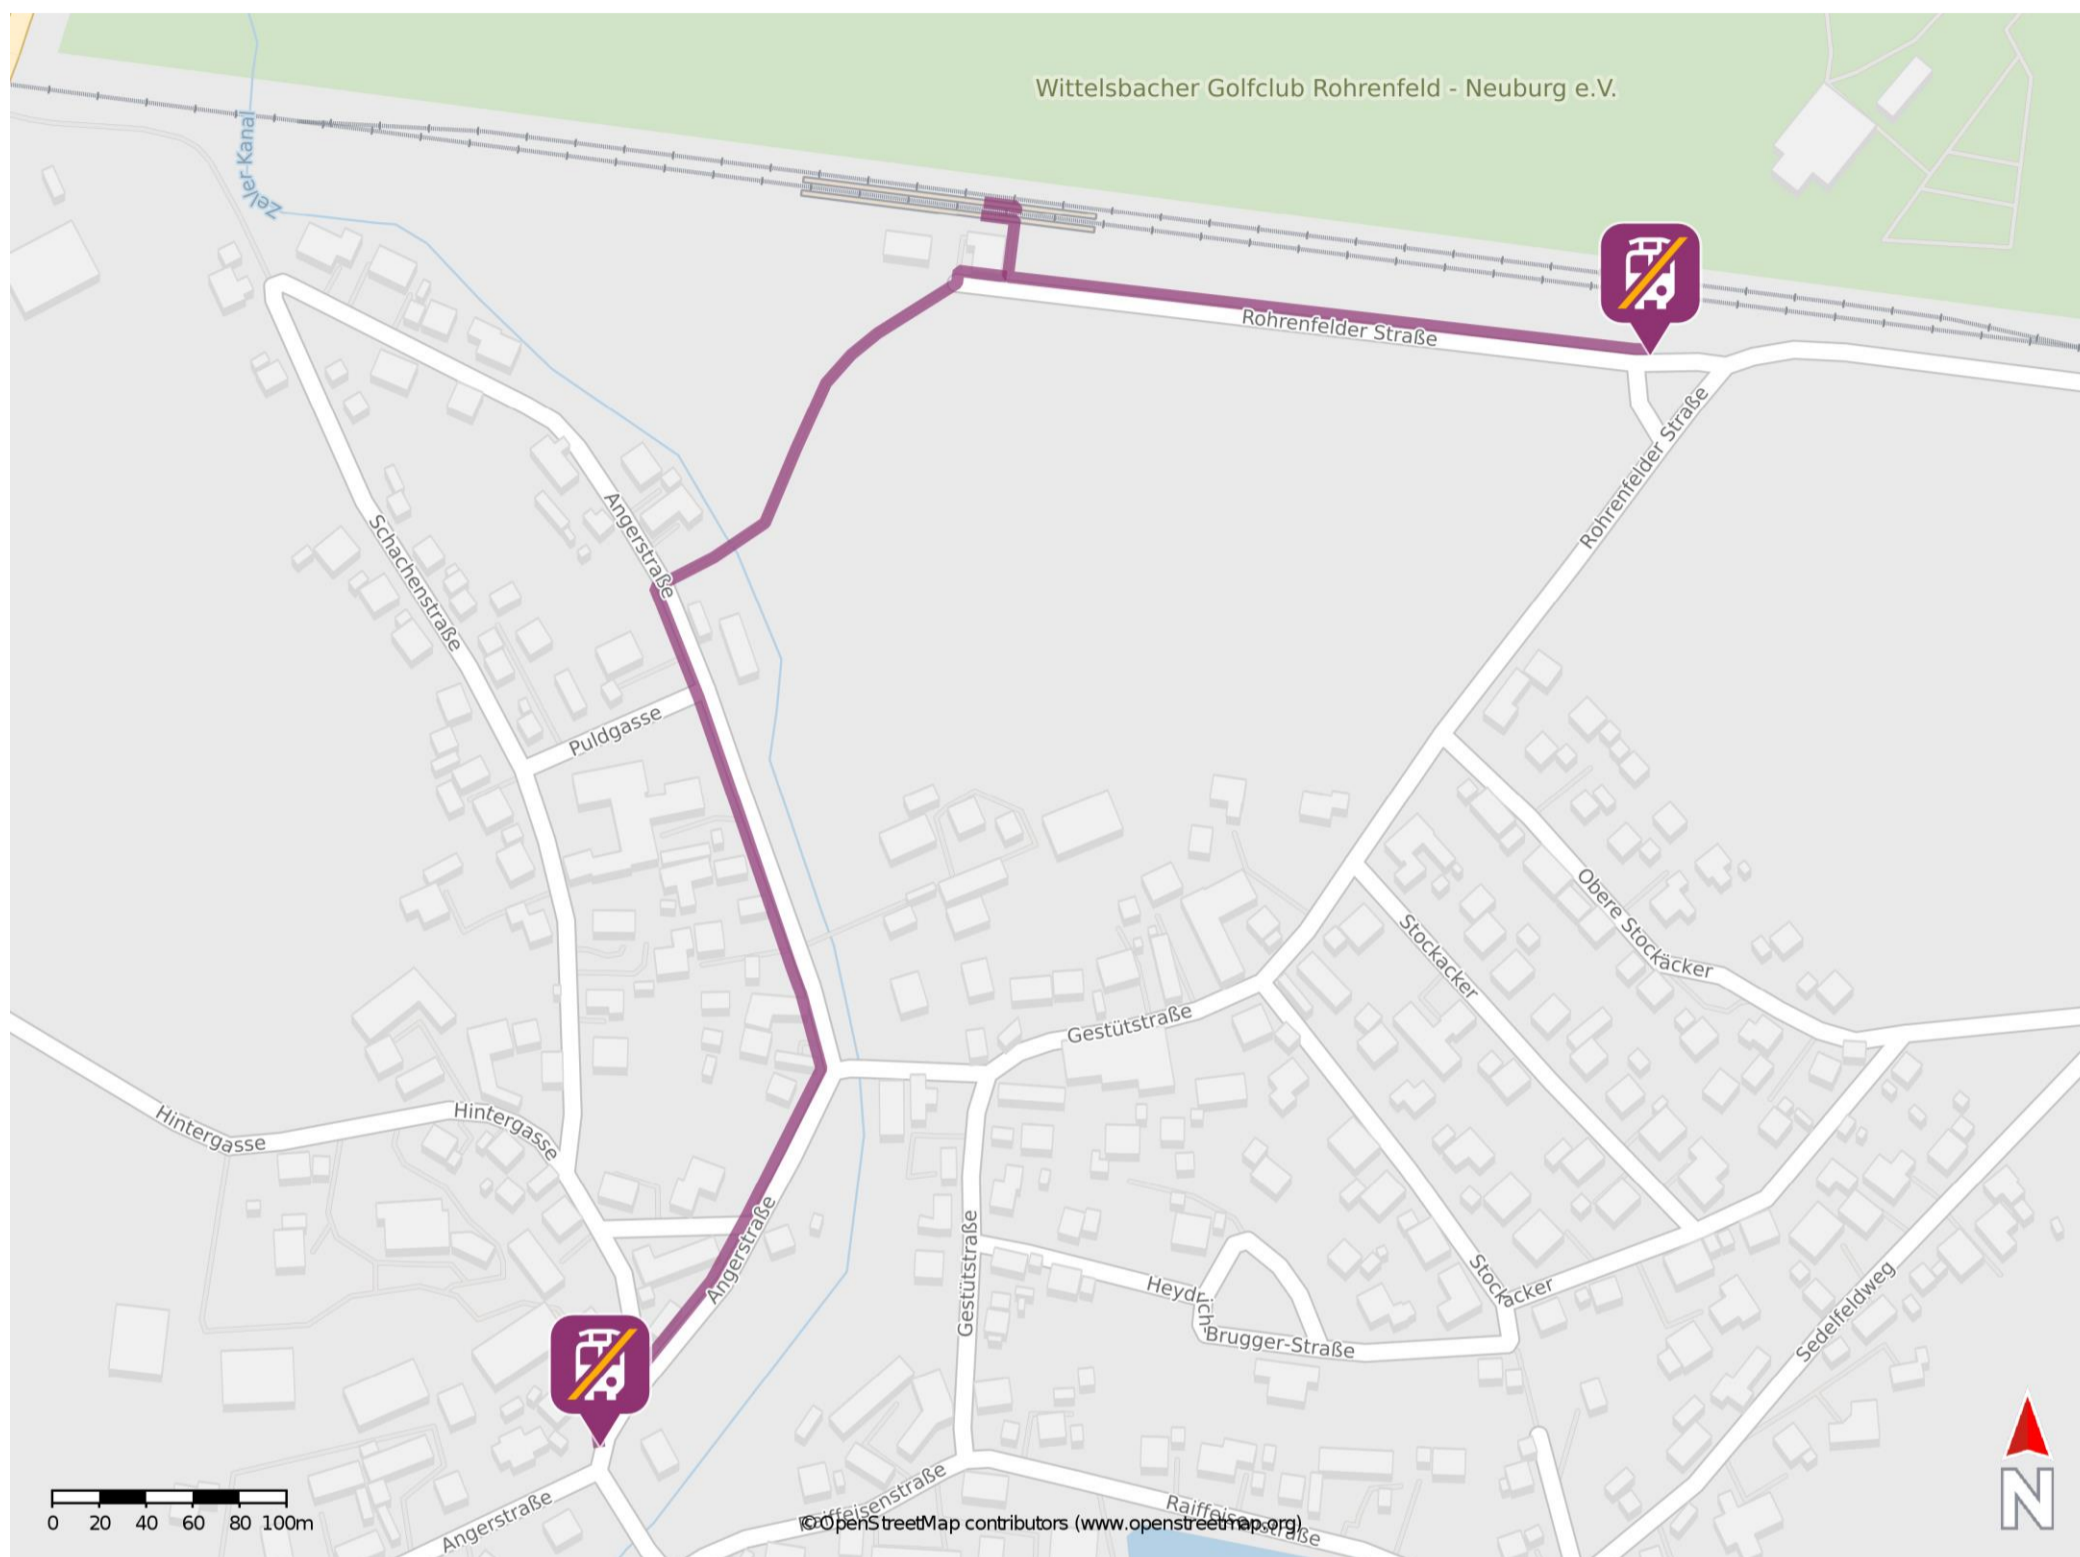 Wittelsbacher Golfclub Rohrenfeld - Neuburg e.V.
Zeller-Kanal
Rohrenfelder Straße
Rohrenfelder Straße
Angerstraße
Schachenstraße
Puldgasse
Obere Stockäcker
Stockäcker
Gestütstraße
Hintergasse
Hintergasse
Angerstraße
Gestütstraße
Heydrich-
Brugger-Straße
Stockäcker
Sedelfeldweg
Angerstraße
Raiffeisenstraße
Raiffeisenstraße
0 20 40 60 80 100m
© OpenStreetMap contributors (www.openstreetmap.org)
N